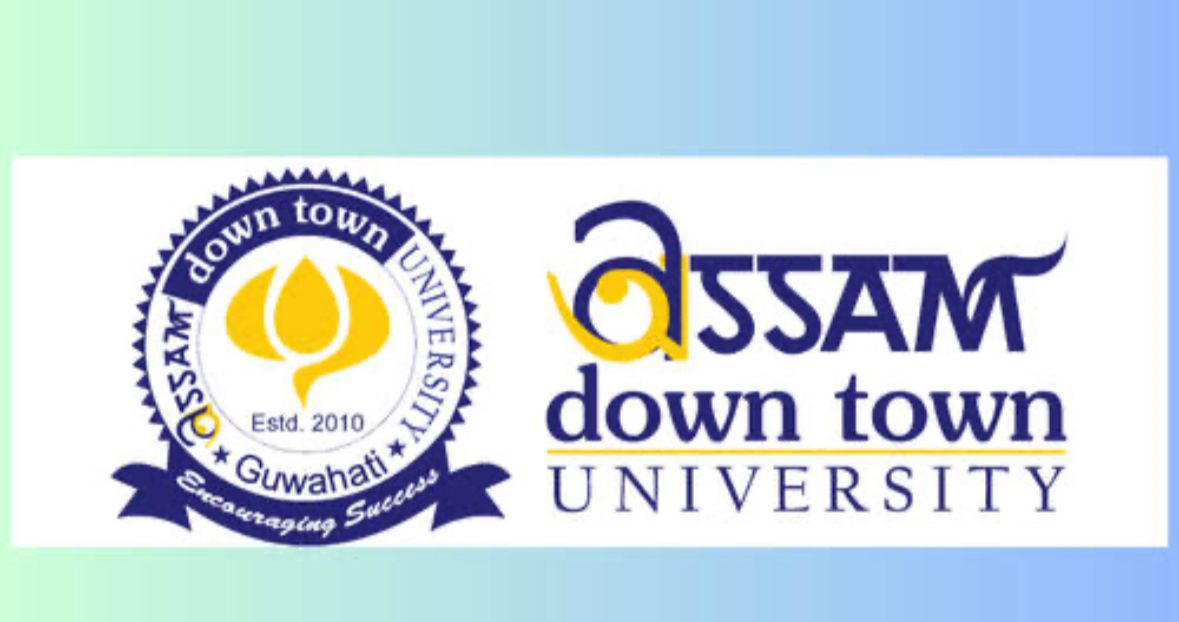 ASSAM down town UNIVERSITY
Estd. 2010
Guwahati
Encouraging Success
ASSAM
down town
UNIVERSITY